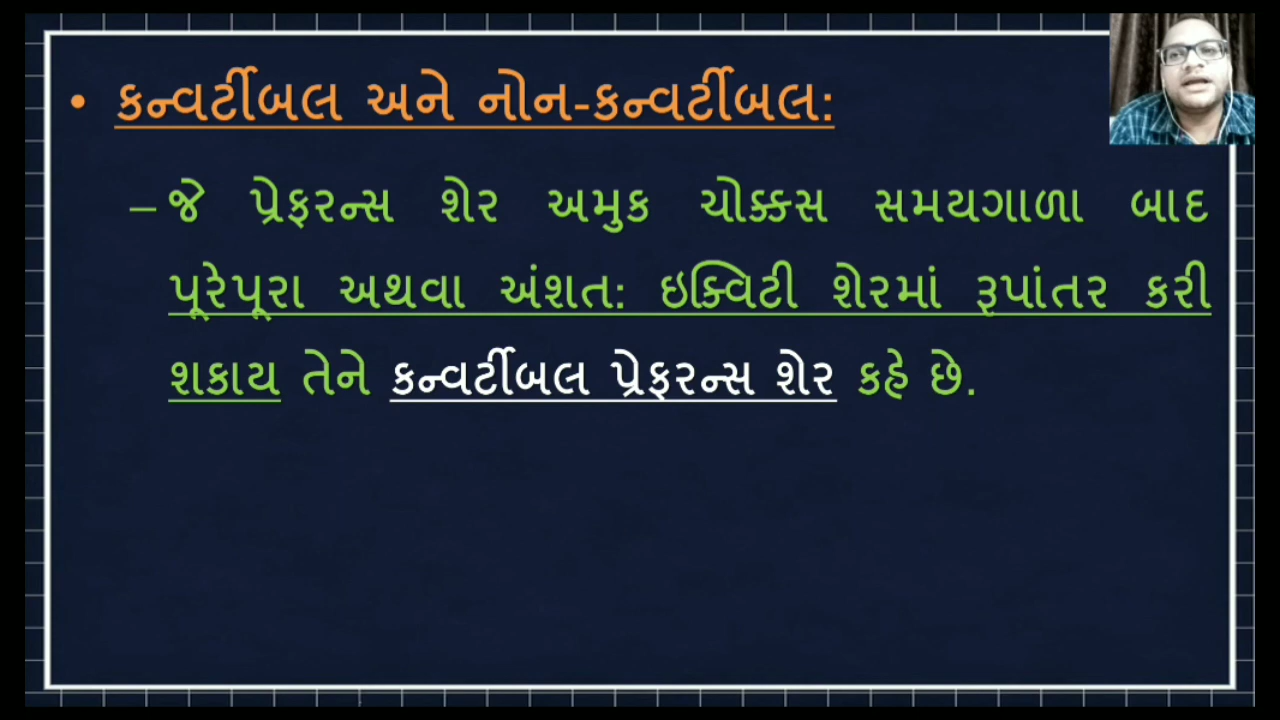 • કન્વર્ટીબલ અને નોન-કન્વર્ટીબલ:
– જે પ્રેફરન્સ શેર અમુક ચોક્કસ સમયગાળા બાદ
પૂરેપૂરા અથવા અંશત: ઇક્વિટી શેરમાં રૂપાંતર કરી
શકાય તેને કન્વર્ટીબલ પ્રેફરન્સ શેર કહે છે.